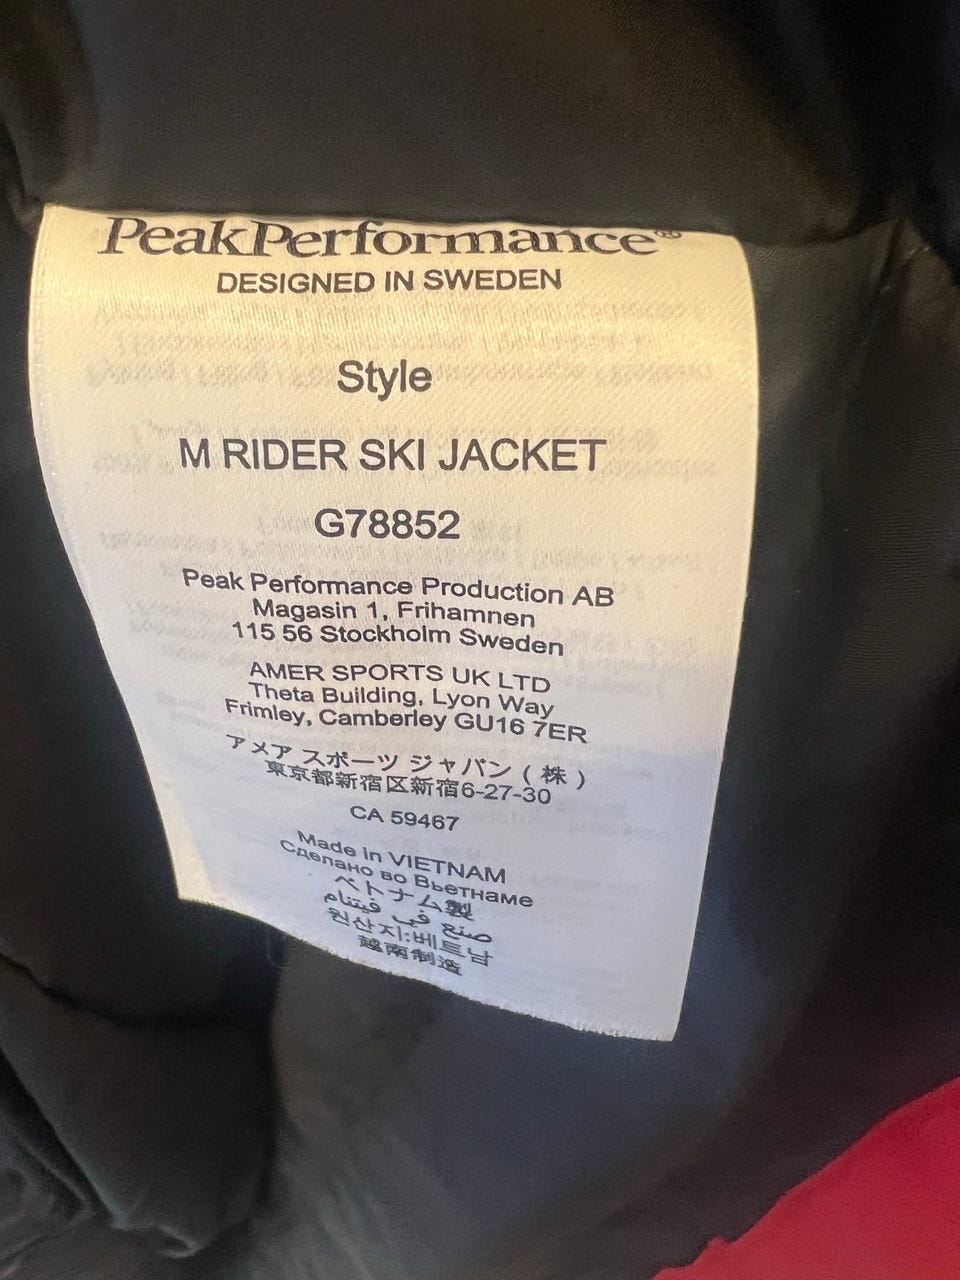 PeakPerformance®
DESIGNED IN SWEDEN
Style
M RIDER SKI JACKET
G78852
Peak Performance Production AB
Magasin 1, Frihamnen
115 56 Stockholm Sweden
AMER SPORTS UK LTD
Theta Building, Lyon Way
Frimley, Camberley GU16 7ER
アメア スポーツ ジャパン ( 株 )
東京都新宿区新宿6-27-30
CA 59467
Made in VIETNAM
Сделано во Вьетнаме
ベトナム製
صنع في فيتنام
원산지:베트남
越南制造